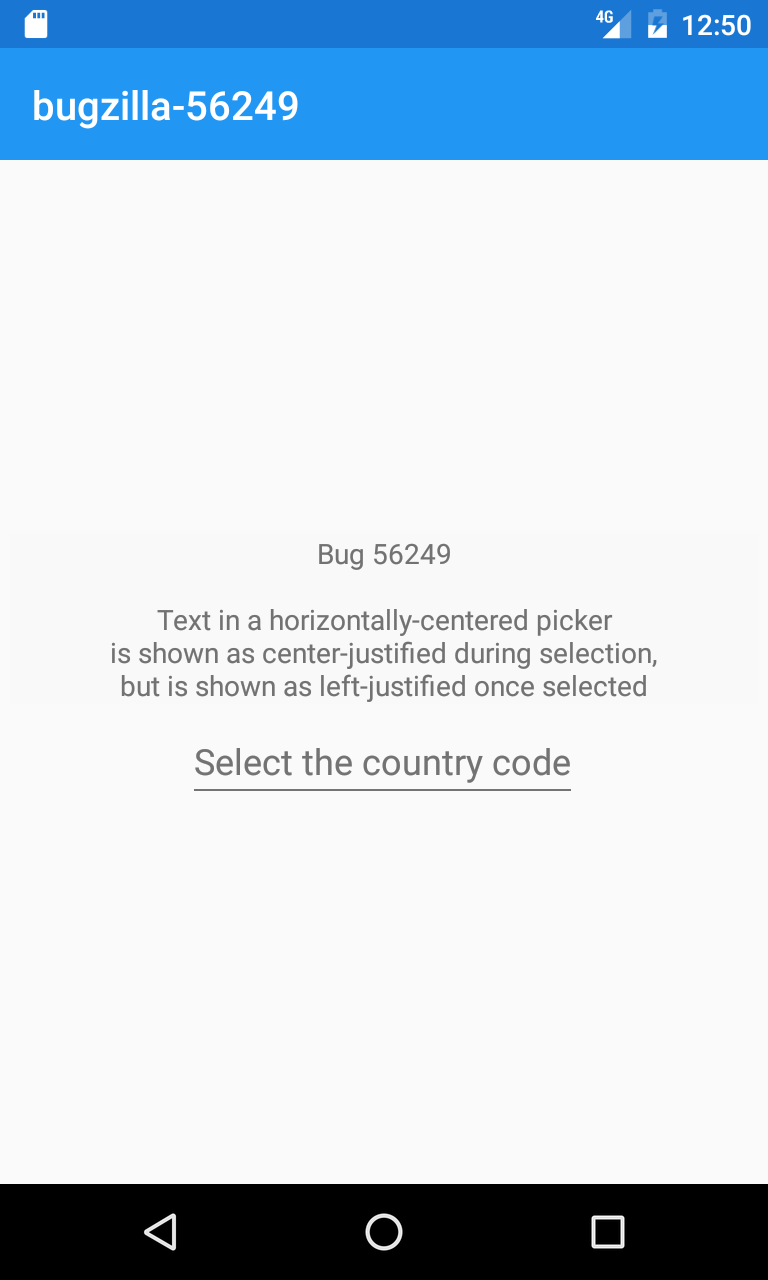 4G 12:50
bugzilla-56249
Bug 56249
Text in a horizontally-centered picker
is shown as center-justified during selection,
but is shown as left-justified once selected
Select the country code